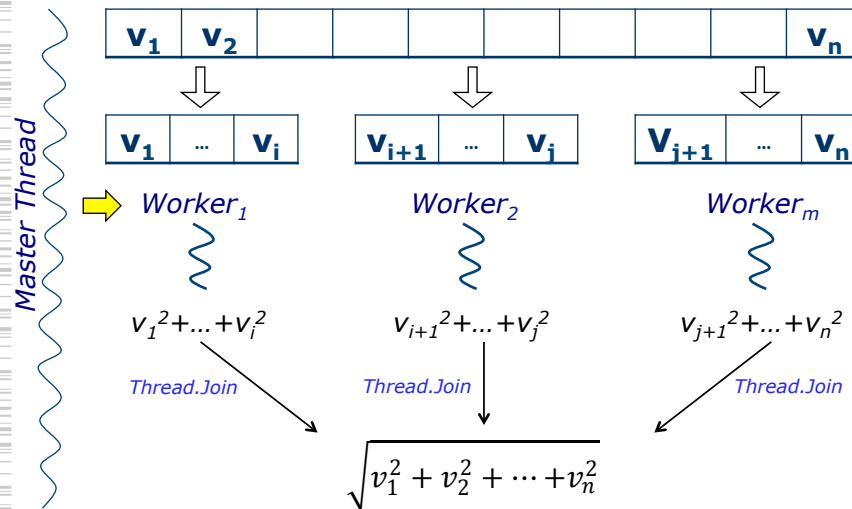 v₁ v₂ vₙ
v₁ ... vᵢ vᵢ₊₁ ... vⱼ Vⱼ₊₁ ... vₙ
Master Thread
Worker₁ Worker₂ Workerₘ
v₁²+...+vᵢ² vᵢ₊₁²+...+vⱼ² vⱼ₊₁²+...+vₙ²
Thread.Join Thread.Join Thread.Join
√(v₁² + v₂² + ⋯ +vₙ²)